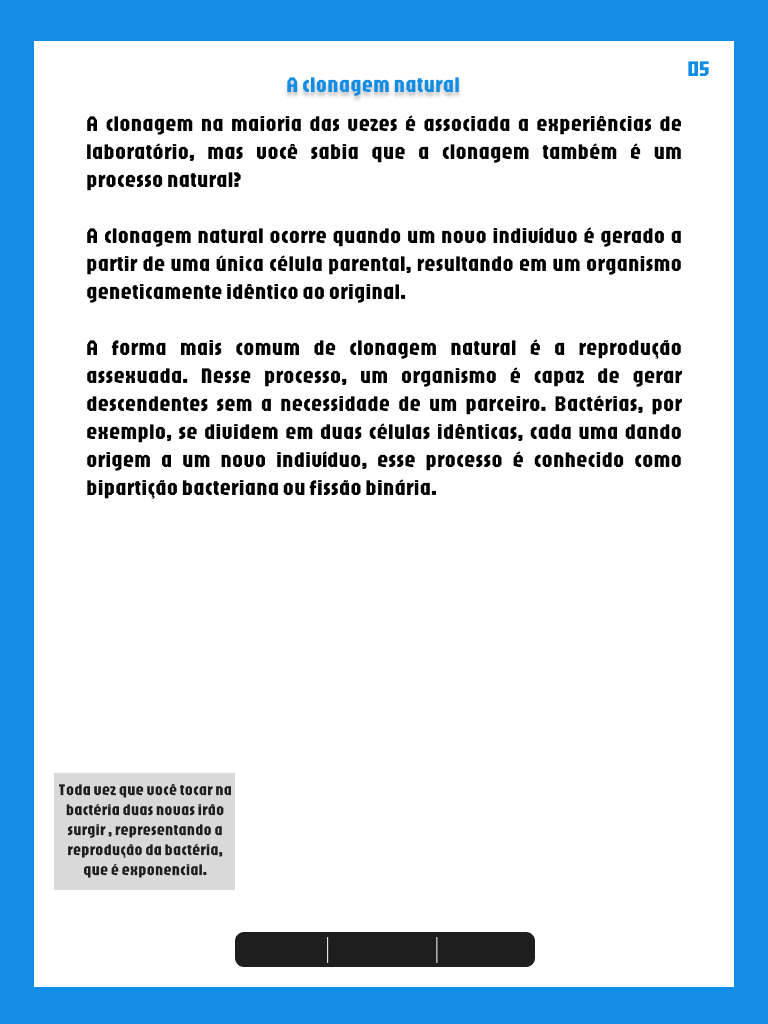 05
A clonagem natural
A clonagem na maioria das vezes é associada a experiências de
laboratório, mas você sabia que a clonagem também é um
processo natural?
A clonagem natural ocorre quando um novo indivíduo é gerado a
partir de uma única célula parental, resultando em um organismo
geneticamente idêntico ao original.
A forma mais comum de clonagem natural é a reprodução
assexuada. Nesse processo, um organismo é capaz de gerar
descendentes sem a necessidade de um parceiro. Bactérias, por
exemplo, se dividem em duas células idênticas, cada uma dando
origem a um novo indivíduo, esse processo é conhecido como
bipartição bacteriana ou fissão binária.
Toda vez que você tocar na
bactéria duas novas irão
surgir , representando a
reprodução da bactéria,
que é exponencial.